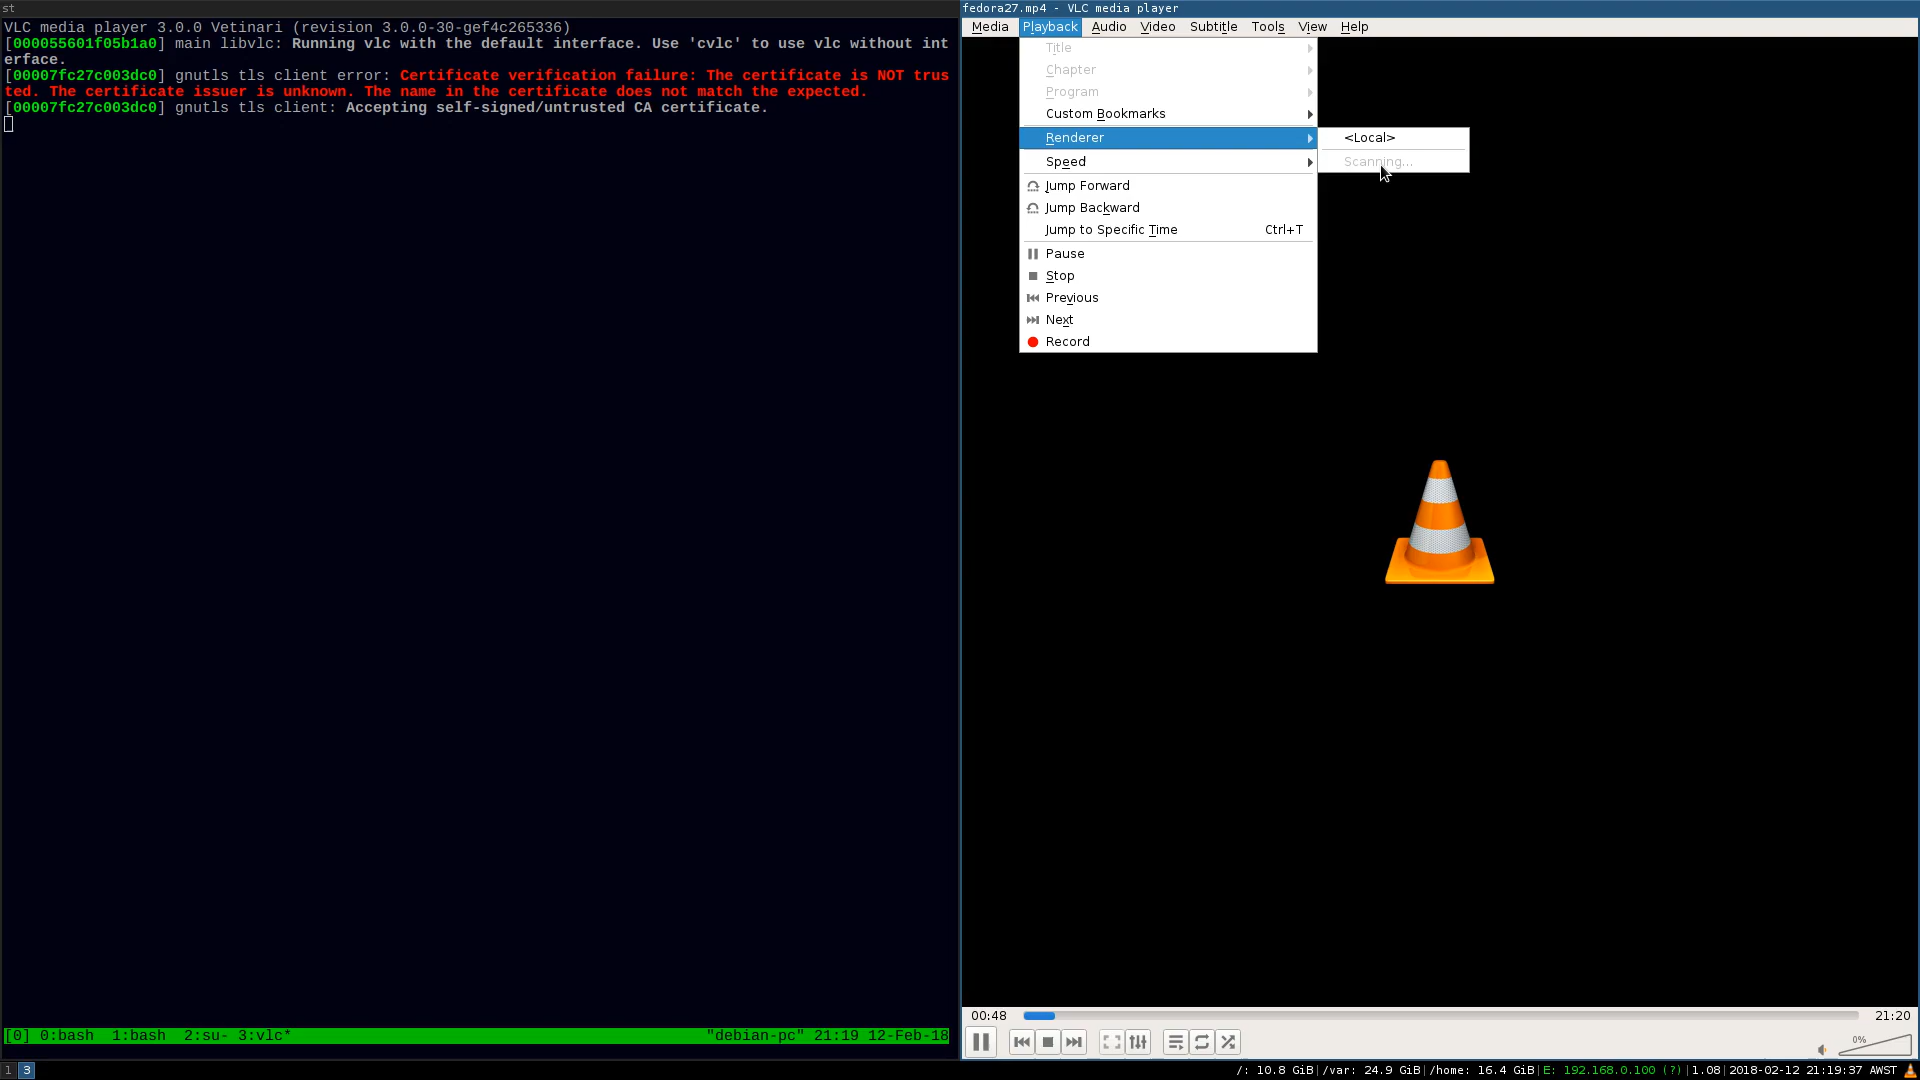 st
VLC media player 3.0.0 Vetinari (revision 3.0.0-30-gef4c265336)
[000055601f05b1a0] main libvlc: Running vlc with the default interface. Use 'cvlc' to use vlc without int
erface.
[00007fc27c003dc0] gnutls tls client error: Certificate verification failure: The certificate is NOT trus
ted. The certificate issuer is unknown. The name in the certificate does not match the expected.
[00007fc27c003dc0] gnutls tls client: Accepting self-signed/untrusted CA certificate.
[0] 0:bash  1:bash  2:su- 3:vlc*
"debian-pc" 21:19 12-Feb-18
fedora27.mp4 - VLC media player
Media Playback Audio Video Subtitle Tools View Help
Title
Chapter
Program
Custom Bookmarks
Renderer
Speed
Jump Forward
Jump Backward
Jump to Specific Time Ctrl+T
Pause
Stop
Previous
Next
Record
<Local>
Scanning...
00:48
21:20
0%
1 3
/: 10.8 GiB|/var: 24.9 GiB|/home: 16.4 GiB|E: 192.168.0.100 (?)|1.08|2018-02-12 21:19:37 AWST